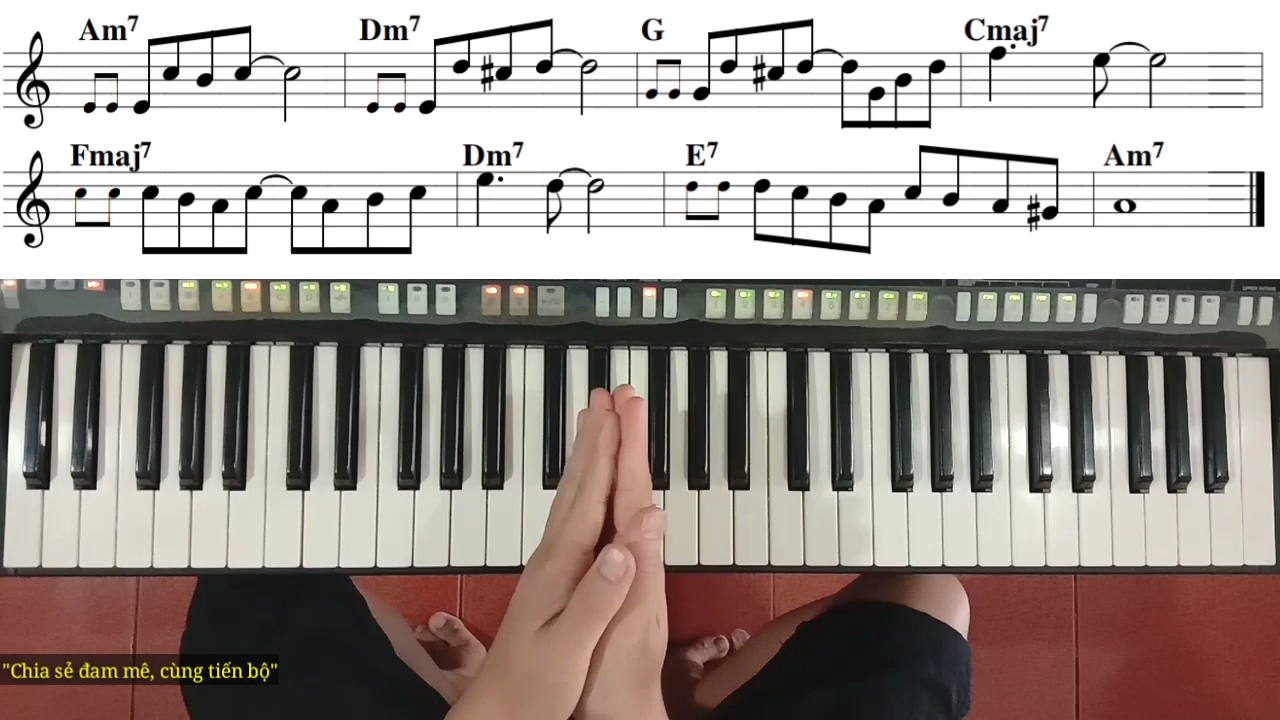 Am7 Dm7 G Cmaj7
Fmaj7 Dm7 E7 Am7
"Chia sẻ đam mê, cùng tiến bộ"